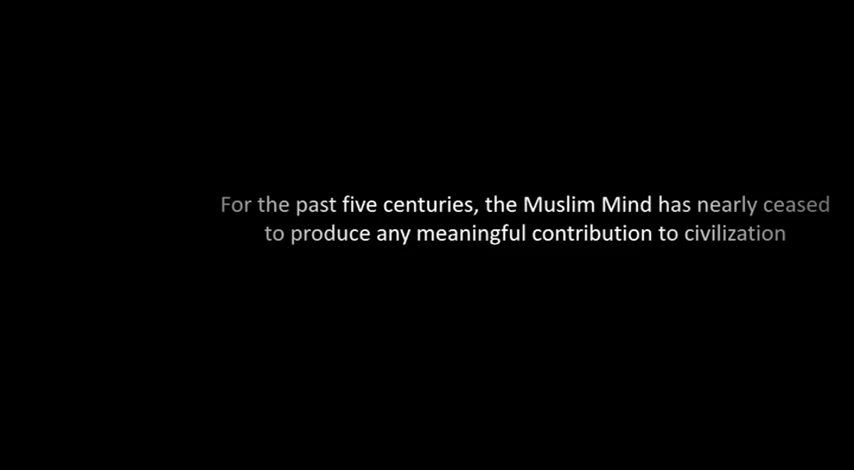 For the past five centuries, the Muslim Mind has nearly ceased
to produce any meaningful contribution to civilization